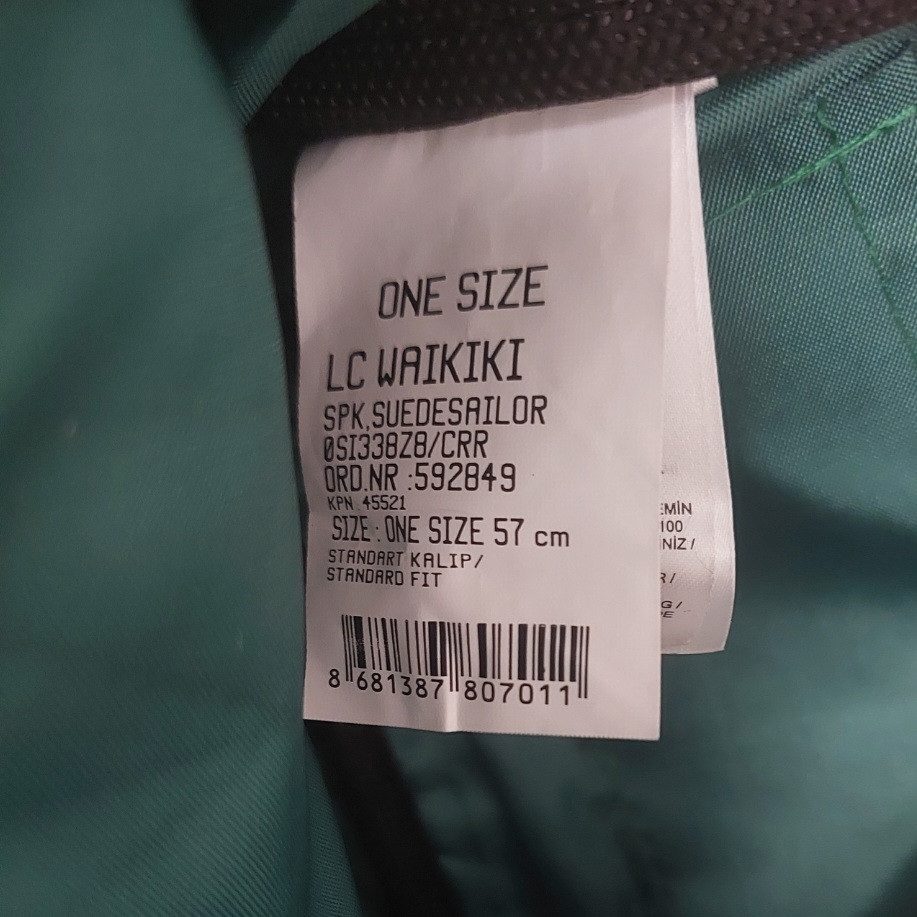 ONE SIZE
LC WAIKIKI
SPK,SUEDESAILOR
0SI338Z8/CRR
ORD.NR :592849
KPN 45521
SIZE : ONE SIZE 57 cm
STANDART KALIP/
STANDARD FIT
8 681387 807011
100